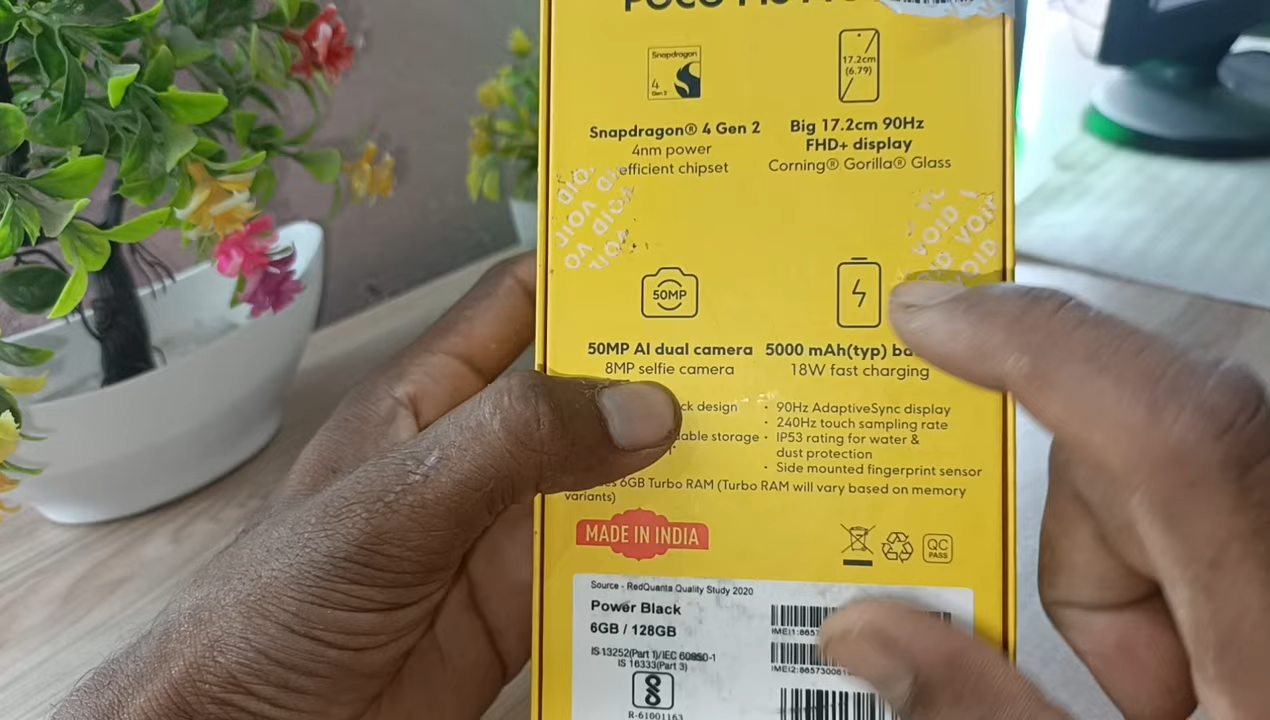 POCO
Snapdragon
4
Gen 2
17.2cm
(6.79)
Snapdragon® 4 Gen 2
4nm power
efficient chipset
Big 17.2cm 90Hz
FHD+ display
Corning® Gorilla® Glass
VOID
VOID
VOID
VOID
50MP
50MP AI dual camera
8MP selfie camera
5000 mAh(typ)
18W fast charging
design
storage
• 90Hz AdaptiveSync display
• 240Hz touch sampling rate
• IP53 rating for water &
dust protection
• Side mounted fingerprint sensor
6GB Turbo RAM (Turbo RAM will vary based on memory
variants)
MADE IN INDIA
QC
PASS
Source - RedQuanta Quality Study 2020
Power Black
6GB / 128GB
IS 13252(Part 1)/IEC 60950-1
IS 16333(Part 3)
R-61001163
IMEI1:8657
IMEI2:86573006